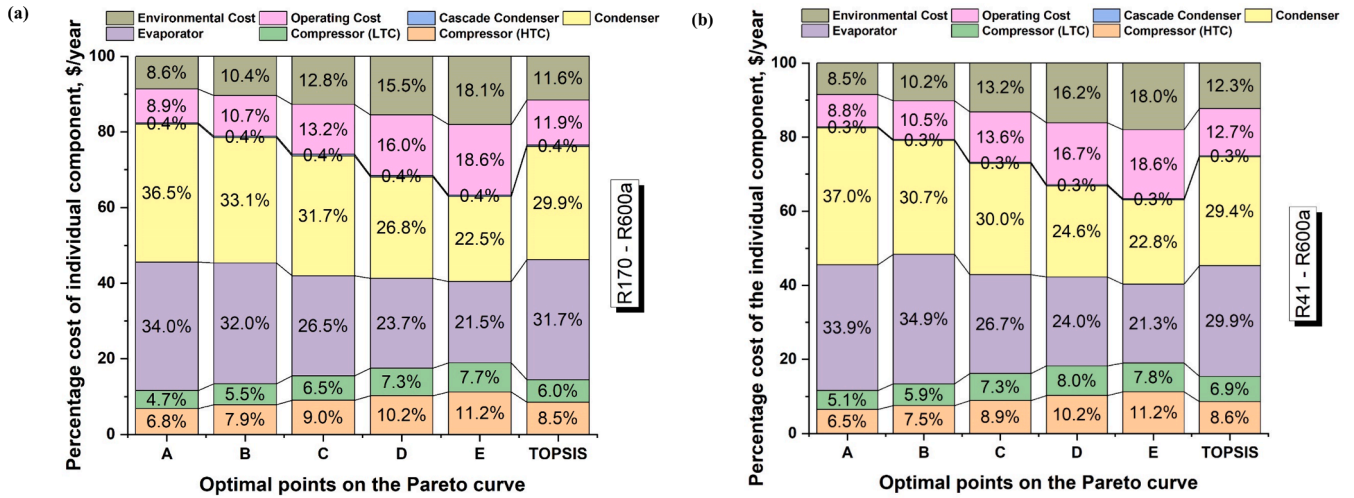 (a)
Environmental Cost Operating Cost Cascade Condenser Condenser
Evaporator Compressor (LTC) Compressor (HTC)
Percentage cost of individual component, $/year
100
80
60
40
20
0
8.6% 10.4% 12.8% 15.5% 18.1% 11.6%
8.9% 10.7% 13.2% 16.0% 18.6% 11.9%
0.4% 0.4% 0.4% 0.4% 0.4% 0.4%
36.5% 33.1% 31.7% 26.8% 22.5% 29.9%
34.0% 32.0% 26.5% 23.7% 21.5% 31.7%
4.7% 5.5% 6.5% 7.3% 7.7% 6.0%
6.8% 7.9% 9.0% 10.2% 11.2% 8.5%
A B C D E TOPSIS
Optimal points on the Pareto curve
R170 - R600a
(b)
Environmental Cost Operating Cost Cascade Condenser Condenser
Evaporator Compressor (LTC) Compressor (HTC)
Percentage cost of the individual component, $/year
100
80
60
40
20
0
8.5% 10.2% 13.2% 16.2% 18.0% 12.3%
8.8% 10.5% 13.6% 16.7% 18.6% 12.7%
0.3% 0.3% 0.3% 0.3% 0.3% 0.3%
37.0% 30.7% 30.0% 24.6% 22.8% 29.4%
33.9% 34.9% 26.7% 24.0% 21.3% 29.9%
5.1% 5.9% 7.3% 8.0% 7.8% 6.9%
6.5% 7.5% 8.9% 10.2% 11.2% 8.6%
A B C D E TOPSIS
Optimal points on the Pareto curve
R41 - R600a